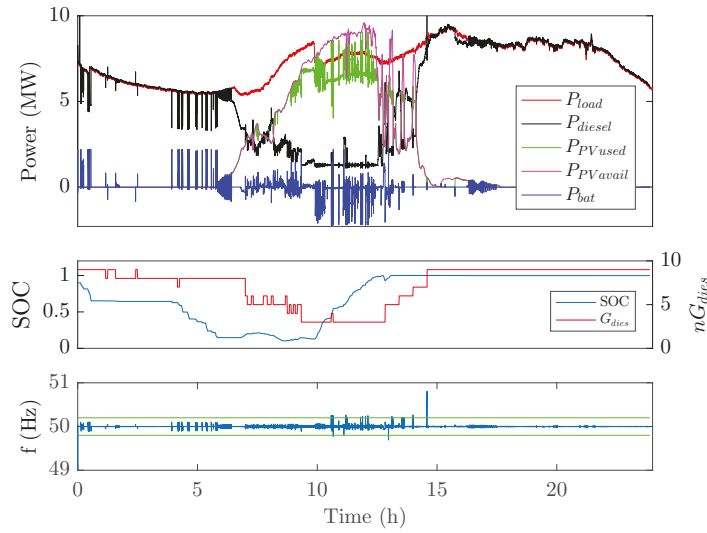 10
5
0
Power (MW)
P_load
P_diesel
P_PVused
P_PVavail
P_bat
1
0.5
0
SOC
10
5
0
nG_dies
SOC
G_dies
51
50
49
f (Hz)
0
5
10
15
20
Time (h)